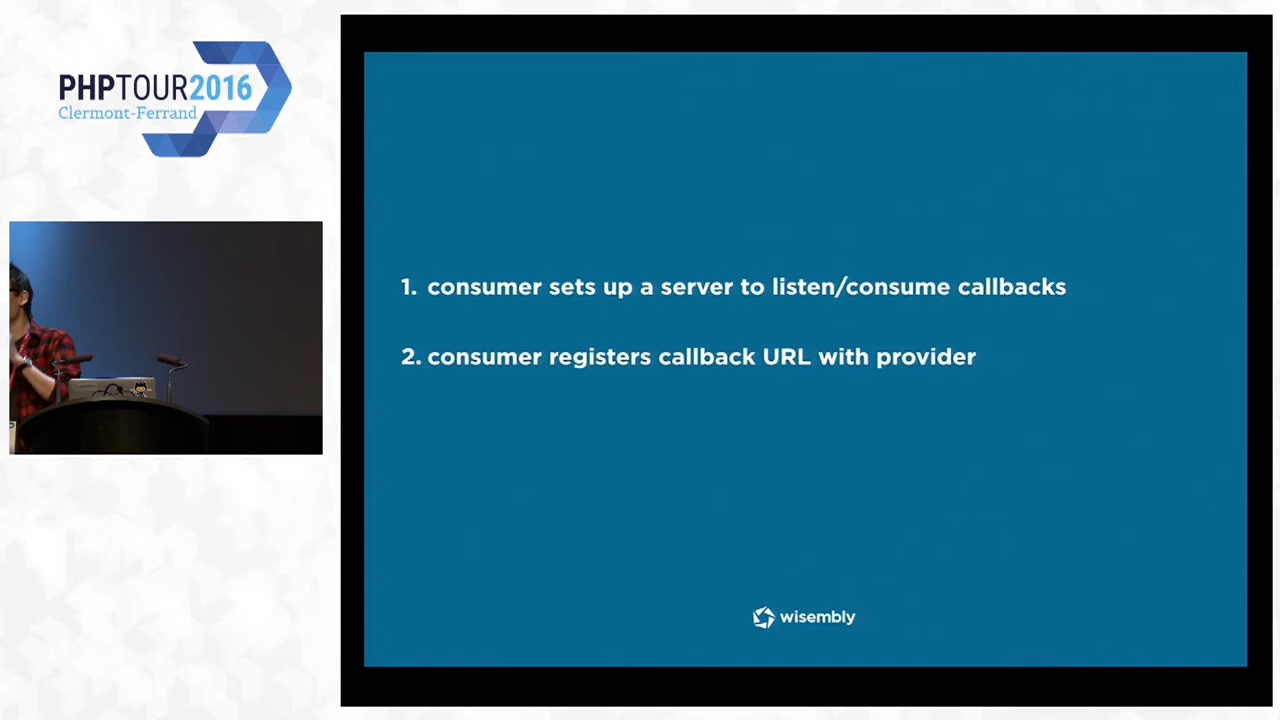 PHPTOUR2016
Clermont-Ferrand
1. consumer sets up a server to listen/consume callbacks
2. consumer registers callback URL with provider
wisembly